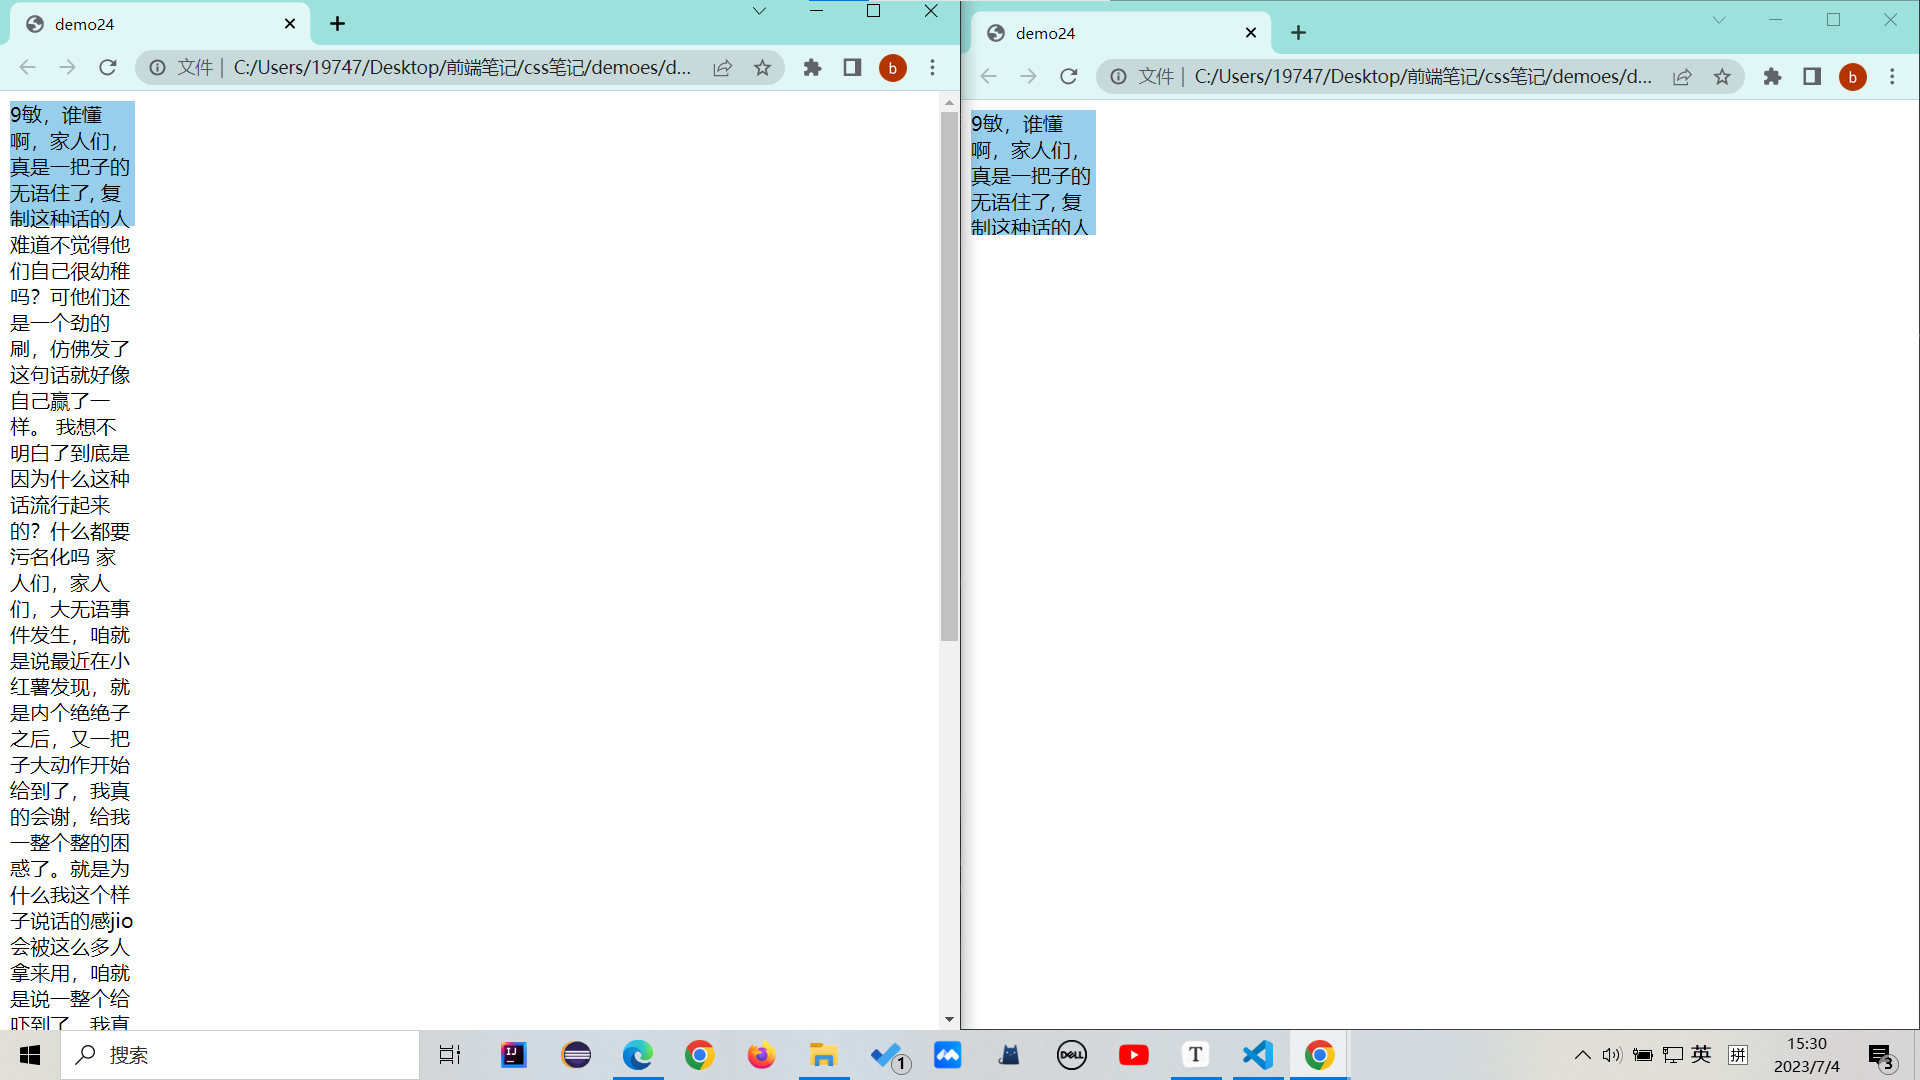 demo24
文件 | C:/Users/19747/Desktop/前端笔记/css笔记/demoes/d...
b
9敏，谁懂
啊，家人们，
真是一把子的
无语住了, 复
制这种话的人
难道不觉得他
们自己很幼稚
吗？可他们还
是一个劲的
刷，仿佛发了
这句话就好像
自己赢了一
样。 我想不
明白了到底是
因为什么这种
话流行起来
的？什么都要
污名化吗 家
人们，家人
们，大无语事
件发生，咱就
是说最近在小
红薯发现，就
是内个绝绝子
之后，又一把
子大动作开始
给到了，我真
的会谢，给我
一整个整的困
惑了。就是为
什么我这个样
子说话的感jio
会被这么多人
拿来用，咱就
是说一整个给
吓到了，我真
demo24
文件 | C:/Users/19747/Desktop/前端笔记/css笔记/demoes/d...
b
9敏，谁懂
啊，家人们，
真是一把子的
无语住了, 复
制这种话的人
搜索
IJ
1
DELL
T
英
拼
15:30
2023/7/4
3